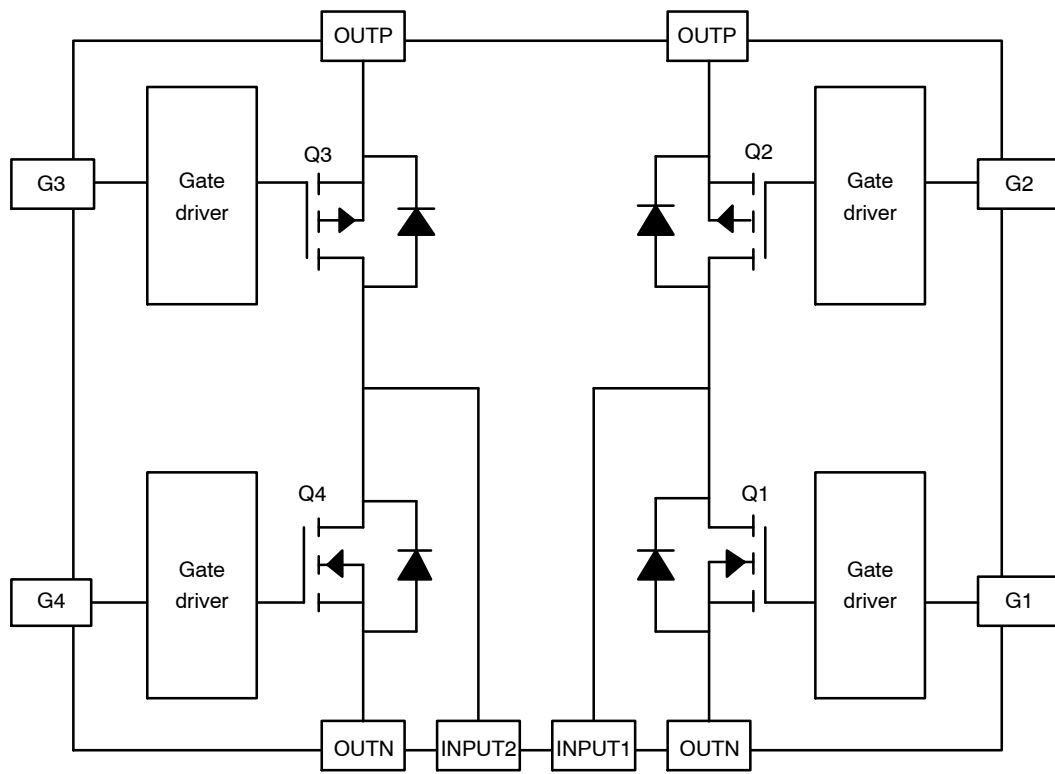 OUTP
OUTP
Q3
Q2
G3
Gate
driver
Gate
driver
G2
Q4
Q1
G4
Gate
driver
Gate
driver
G1
OUTN
INPUT2
INPUT1
OUTN